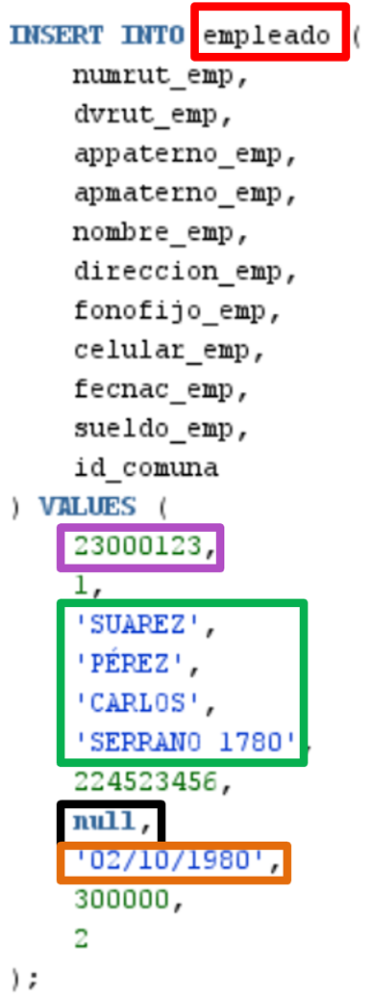 INSERT INTO empleado (
numrut_emp,
dvrut_emp,
appaterno_emp,
apmaterno_emp,
nombre_emp,
direccion_emp,
fonofijo_emp,
celular_emp,
fecnac_emp,
sueldo_emp,
id_comuna
) VALUES (
23000123,
1,
'SUAREZ',
'PÉREZ',
'CARLOS',
'SERRANO 1780',
224523456,
null,
'02/10/1980',
300000,
2
);